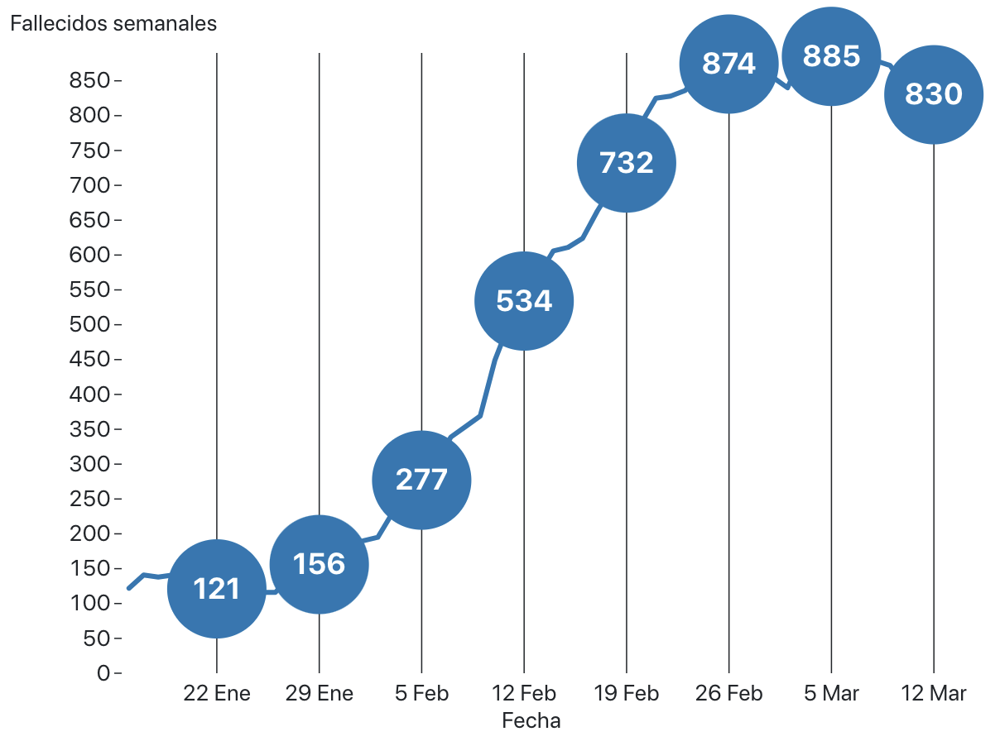 Fallecidos semanales
850
800
750
700
650
600
550
500
450
400
350
300
250
200
150
100
50
0
121
156
277
534
732
874
885
830
22 Ene
29 Ene
5 Feb
12 Feb
19 Feb
26 Feb
5 Mar
12 Mar
Fecha